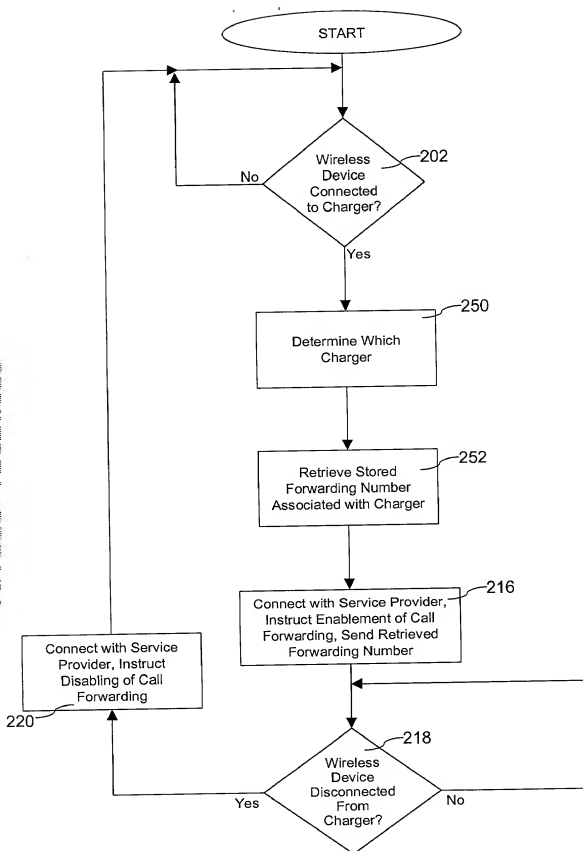 START
Wireless
Device
Connected
to Charger?
202
No
Yes
250
Determine Which
Charger
252
Retrieve Stored
Forwarding Number
Associated with Charger
216
Connect with Service Provider,
Instruct Enablement of Call
Forwarding, Send Retrieved
Forwarding Number
Connect with Service
Provider, Instruct
Disabling of Call
Forwarding
220
218
Wireless
Device
Disconnected
From
Charger?
Yes
No